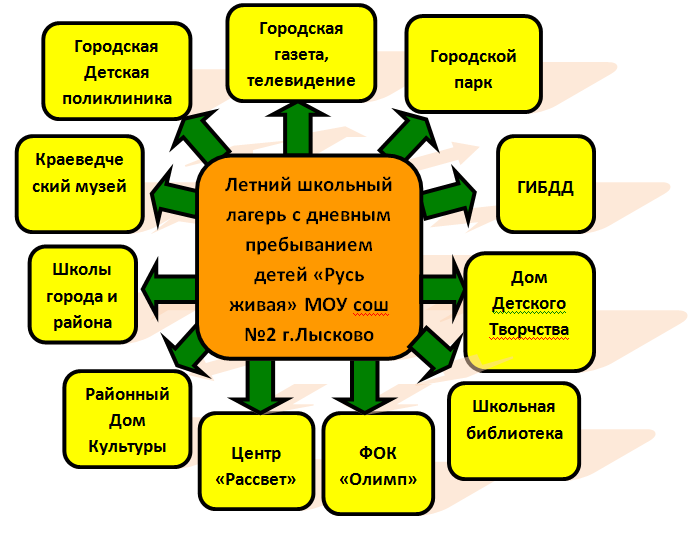 Городская
Детская
поликлиника
Городская
газета,
телевидение
Городской
парк
Краеведче
ский музей
Летний школьный
лагерь с дневным
пребыванием
детей «Русь
живая» МОУ сош
№2 г.Лысково
ГИБДД
Школы
города и
района
Дом
Детского
Творчства
Районный
Дом
Культуры
Центр
«Рассвет»
ФОК
«Олимп»
Школьная
библиотека